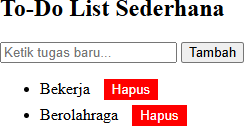 To-Do List Sederhana
Ketik tugas baru... Tambah
Bekerja Hapus
Berolahraga Hapus